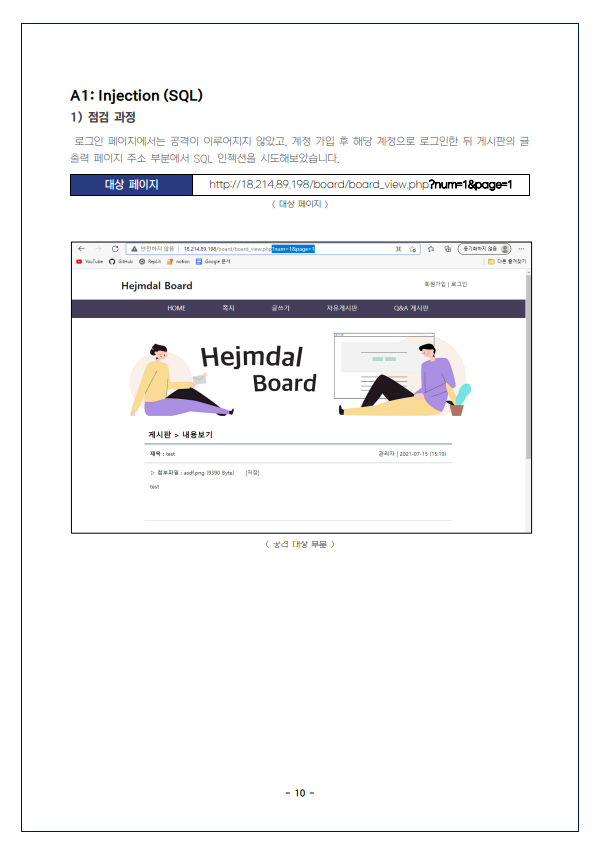 A1: Injection (SQL)
1) 점검 과정
로그인 페이지에서는 공격이 이루어지지 않았고, 계정 가입 후 해당 계정으로 로그인한 뒤 게시판의 글
출력 페이지 주소 부분에서 SQL 인젝션을 시도해보았습니다.
대상 페이지 http://18.214.89.198/board/board_view.php?num=1&page=1
< 대상 페이지 >
안전하지 않음 | 18.214.89.198/board/board_view.php?num=1&page=1 동기화하지 않음
YouTube GitHub Repl.it notion Google 문서 다른 즐겨찾기
Hejmdal Board 회원가입 | 로그인
HOME 쪽지 글쓰기 자유게시판 Q&A 게시판
Hejmdal
Board
게시판 > 내용보기
제목 : test 관리자 | 2021-07-15 (15:19)
▷ 첨부파일 : asdf.png (9390 Byte) [저장]
test
< 공격 대상 부분 >
- 10 -